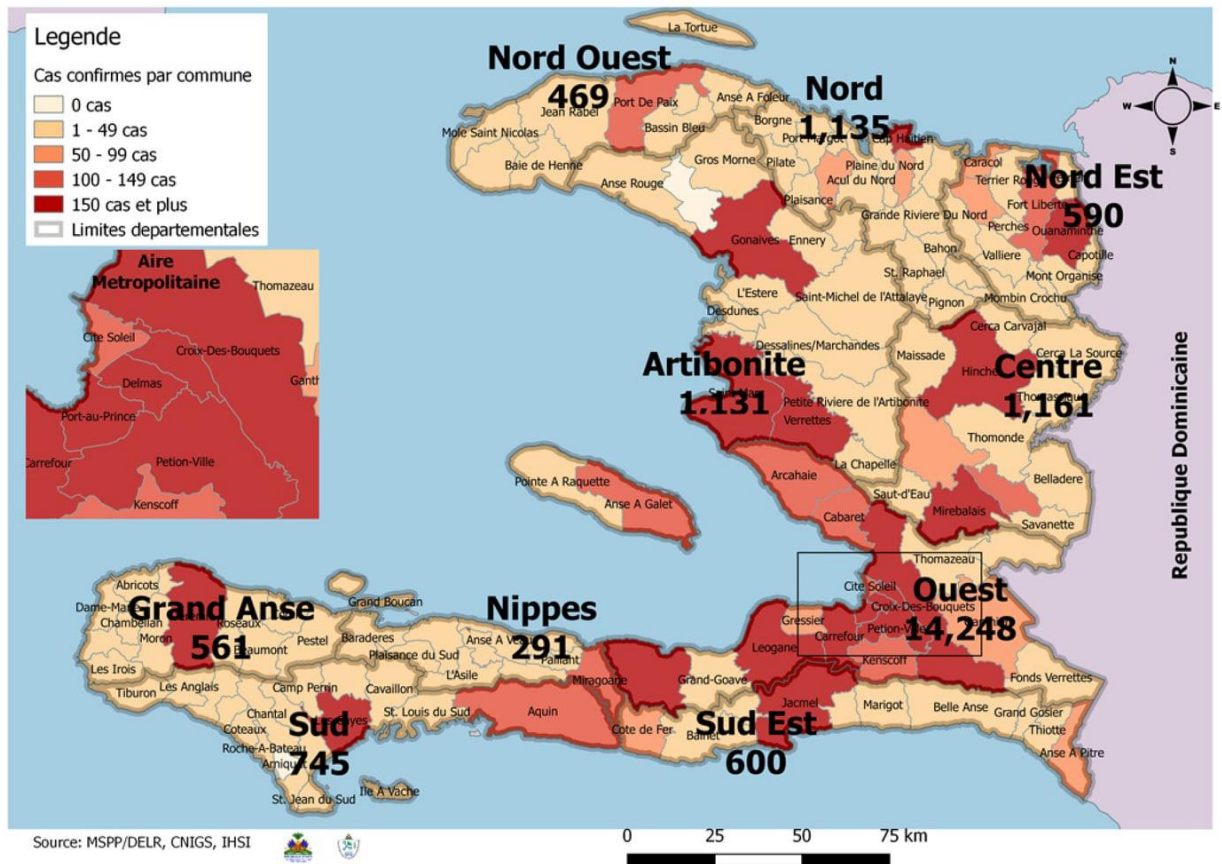 Legende
Cas confirmes par commune
0 cas
1 - 49 cas
50 - 99 cas
100 - 149 cas
150 cas et plus
Limites departementales
N
W
E
S
La Tortue
Nord Ouest
469
Port De Paix
Jean Rabel
Anse A Foleur
Mole Saint Nicolas
Bassin Bleu
Baie de Henne
Anse Rouge
Gros Morne
Nord
1,135
Borgne
Cap Haitien
Pilate
Plaine du Nord
Acul du Nord
Plaisance
Grande Riviere Du Nord
Bahon
St. Raphael
Pignon
Caracol
Nord Est
590
Fort Liberte
Perches
Ouanaminthe
Valliere
Capotille
Mont Organise
Mombin Crochu
Gonaives
Ennery
L'Estere
Saint-Michel de l'Attalaye
Desdunes
Dessalines/Marchandes
Artibonite
1,131
Petite Riviere de l'Artibonite
Verrettes
La Chapelle
Cerca Carvajal
Maissade
Cerca La Source
Centre
1,161
Thomonde
Belladere
Saut-d'Eau
Mirebalais
Savanette
Republique Dominicaine
Aire
Metropolitaine
Thomazeau
Cite Soleil
Croix-Des-Bouquets
Delmas
Port-au-Prince
Carrefour
Petion-Ville
Kenscoff
Pointe A Raquette
Anse A Galet
Arcahaie
Cabaret
Thomazeau
Cite Soleil
Ouest
14,248
Croix-Des-Bouquets
Gressier
Carrefour
Leogane
Kenscoff
Grand-Goave
Fonds Verrettes
Abricots
Grand Anse
561
Chambellan
Moron
Roseaux
Beaumont
Pestel
Les Irois
Grand Boucan
Nippes
291
Baraderes
Plaisance du Sud
Paillant
L'Asile
Miragoane
Tiburon
Les Anglais
Camp Perrin
Cavaillon
St. Louis du Sud
Aquin
Chantal
Sud
745
Coteaux
Roche-A-Bateau
St. Jean du Sud
Ile A Vache
Cote de Fer
Bainet
Sud Est
600
Jacmel
Marigot
Belle Anse
Grand Gosier
Thiotte
Anse A Pitre
Source: MSPP/DELR, CNIGS, IHSI
0
25
50
75 km